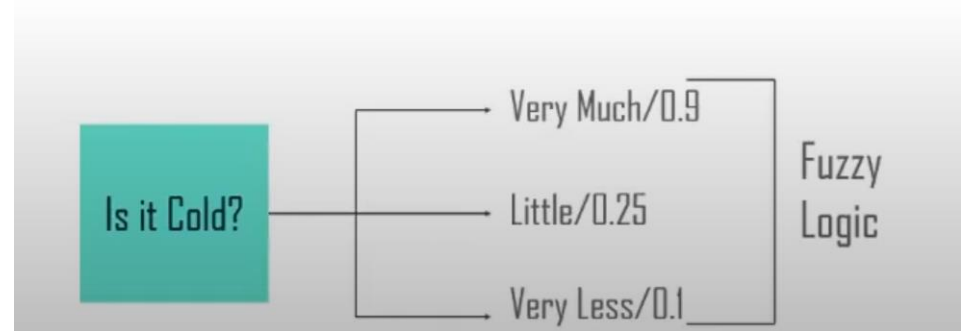 Is it Cold?
Very Much/0.9
Little/0.25
Very Less/0.1
Fuzzy
Logic